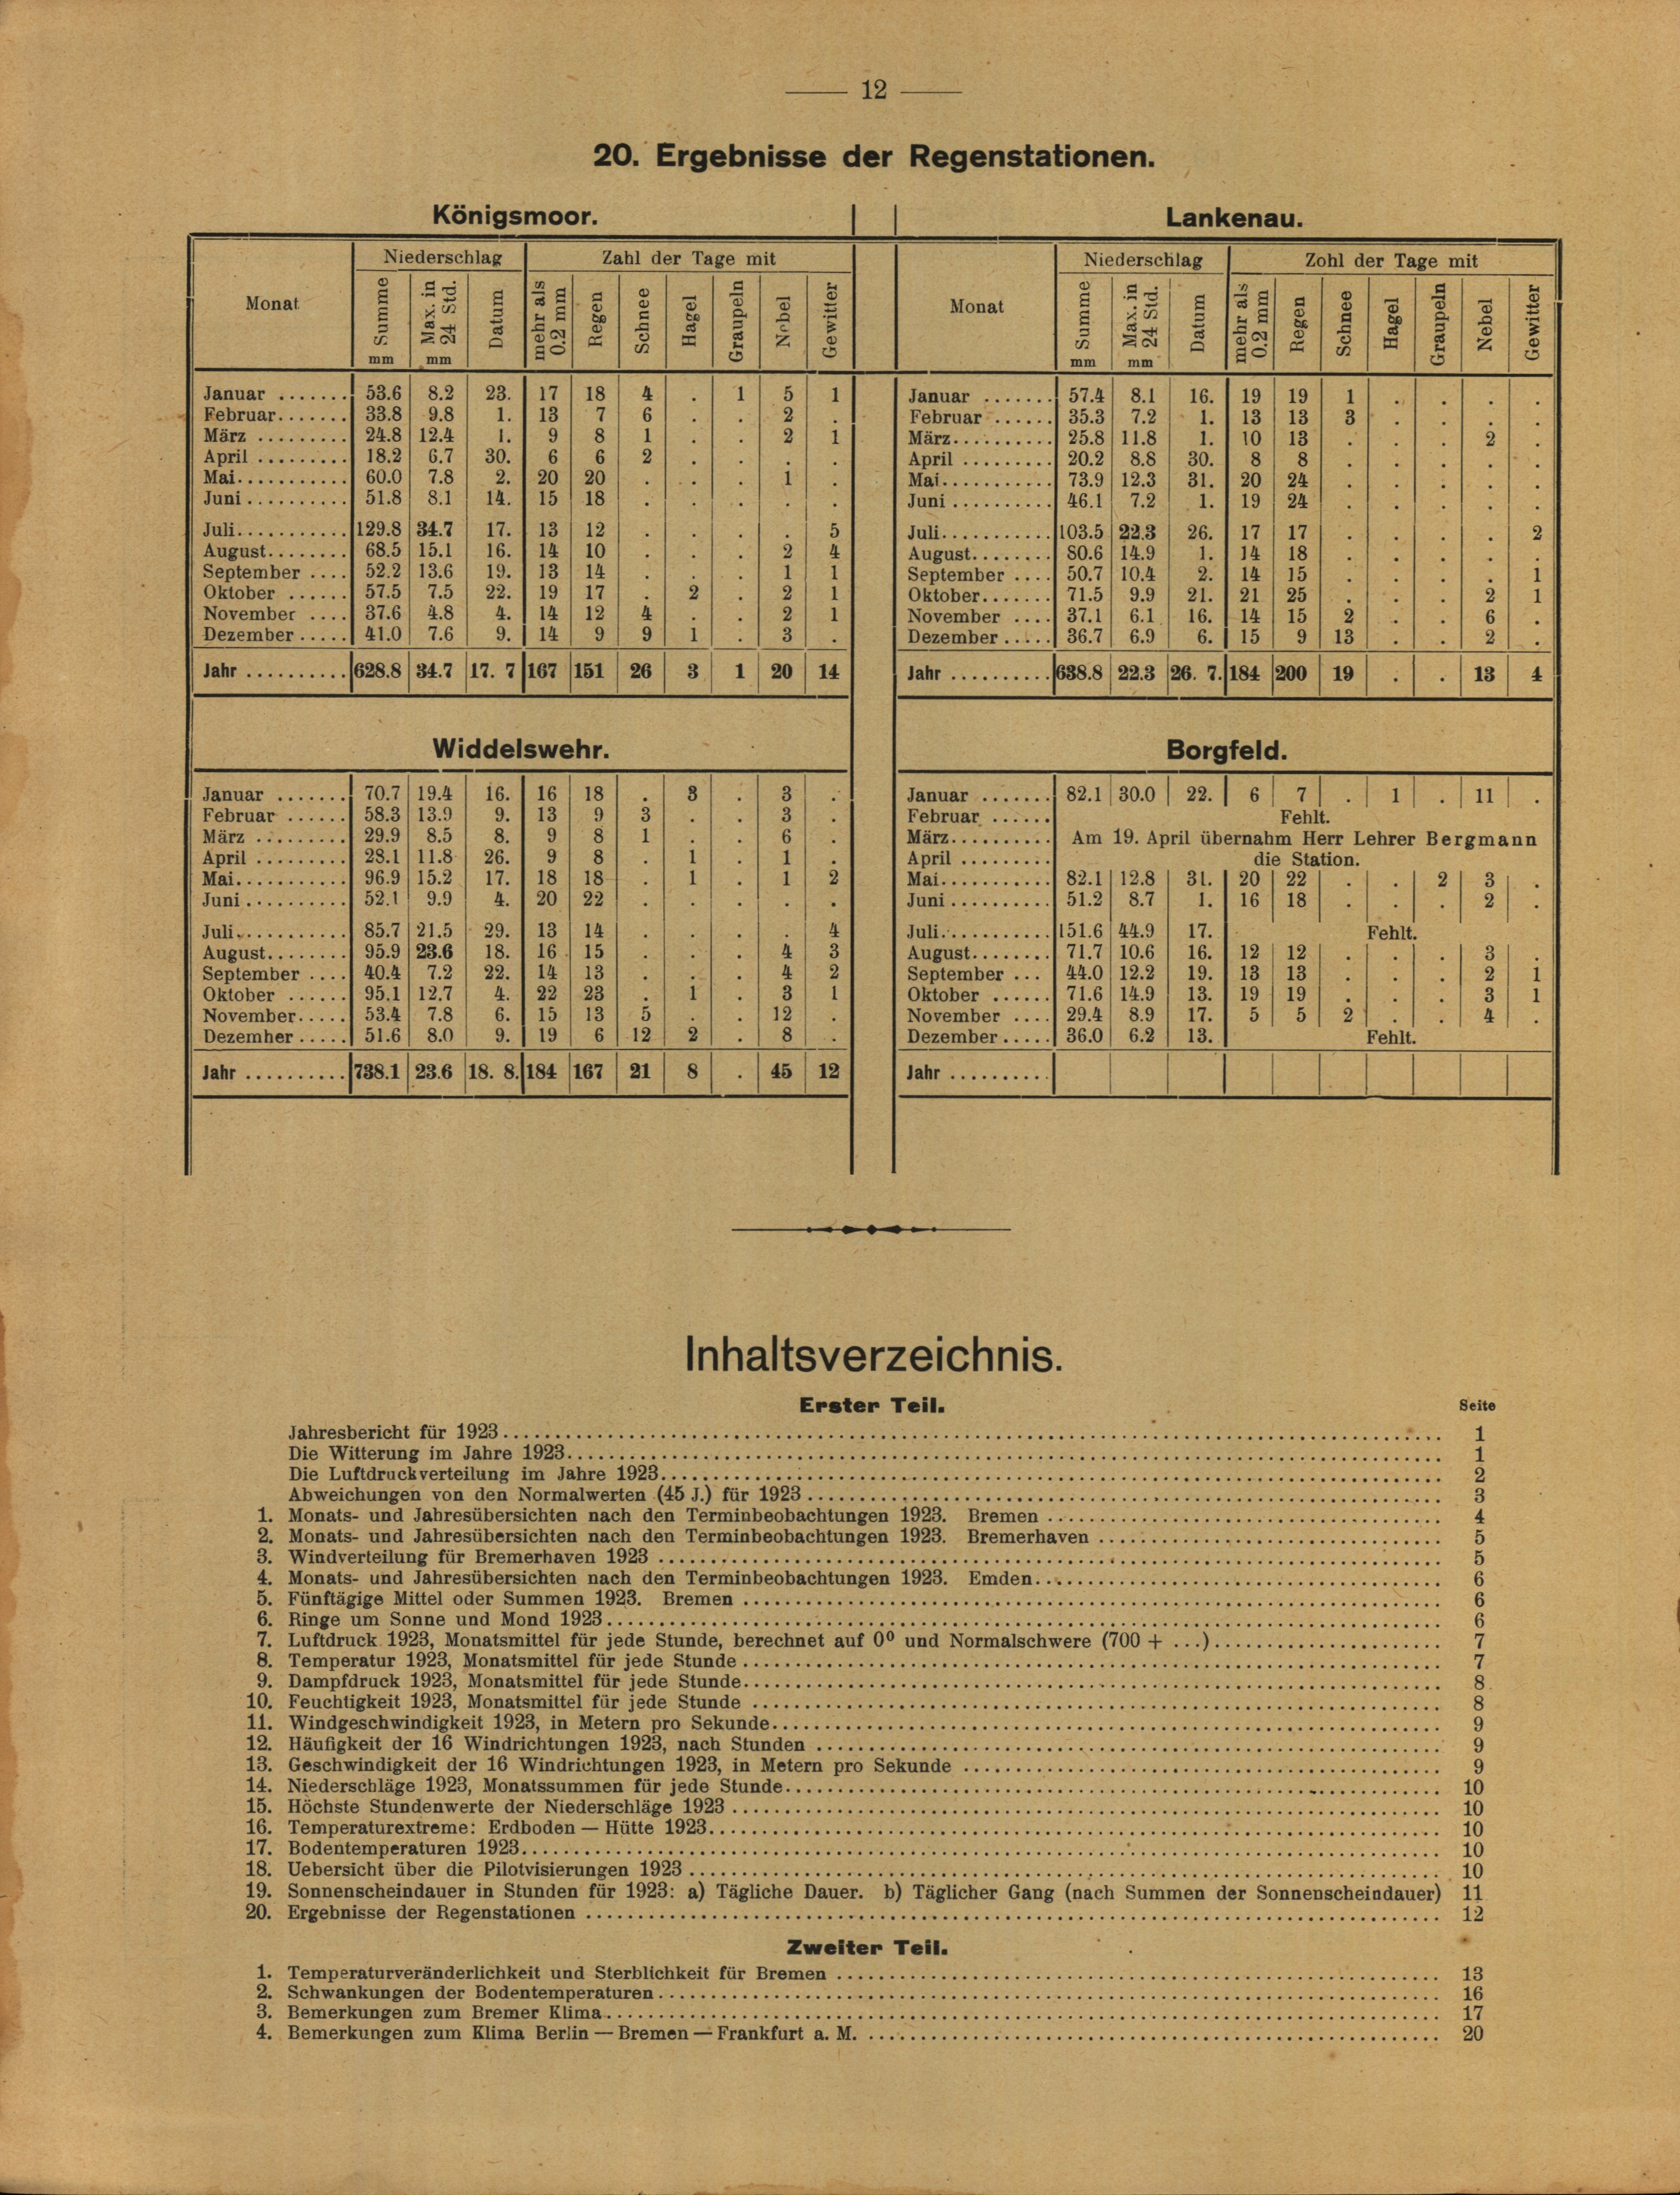 12
20. Ergebnisse der Regenstationen.
Königsmoor.
Monat
Niederschlag
Zahl der Tage mit
Summe mm
Max. in 24 Std. mm
Datum
mehr als 0.2 mm
Regen
Schnee
Hagel
Graupeln
Nebel
Gewitter
Januar ....... 53.6 8.2 23. 17 18 4 . 1 5 1
Februar....... 33.8 9.8 1. 13 7 6 . . 2 .
März ......... 24.8 12.4 1. 9 8 1 . . 2 1
April ......... 18.2 6.7 30. 6 6 2 . . . .
Mai........... 60.0 7.8 2. 20 20 . . . 1 .
Juni.......... 51.8 8.1 14. 15 18 . . . . .
Juli........... 129.8 34.7 17. 13 12 . . . . 5
August........ 68.5 15.1 16. 14 10 . . . 2 4
September .... 52.2 13.6 19. 13 14 . . . 1 1
Oktober ...... 57.5 7.5 22. 19 17 . 2 . 2 1
November .... 37.6 4.8 4. 14 12 4 . . 2 1
Dezember..... 41.0 7.6 9. 14 9 9 1 . 3 .
Jahr .......... 628.8 34.7 17. 7 167 151 26 3 1 20 14
Lankenau.
Monat
Niederschlag
Zohl der Tage mit
Summe mm
Max. in 24 Std. mm
Datum
mehr als 0.2 mm
Regen
Schnee
Hagel
Graupeln
Nebel
Gewitter
Januar ....... 57.4 8.1 16. 19 19 1 . . . .
Februar ...... 35.3 7.2 1. 13 13 3 . . . .
März.......... 25.8 11.8 1. 10 13 . . . 2 .
April ......... 20.2 8.8 30. 8 8 . . . . .
Mai........... 73.9 12.3 31. 20 24 . . . . .
Juni .......... 46.1 7.2 1. 19 24 . . . . .
Juli........... 103.5 22.3 26. 17 17 . . . . 2
August........ 80.6 14.9 1. 14 18 . . . . .
September .... 50.7 10.4 2. 14 15 . . . . 1
Oktober....... 71.5 9.9 21. 21 25 . . . 2 1
November .... 37.1 6.1 16. 14 15 2 . . 6 .
Dezember ..... 36.7 6.9 6. 15 9 13 . . 2 .
Jahr .......... 638.8 22.3 26. 7. 184 200 19 . . 13 4
Widdelswehr.
Januar ....... 70.7 19.4 16. 16 18 . 3 . 3 .
Februar ...... 58.3 13.9 9. 13 9 3 . . 3 .
März ......... 29.9 8.5 8. 9 8 1 . . 6 .
April ......... 28.1 11.8 26. 9 8 . 1 . 1 .
Mai........... 96.9 15.2 17. 18 18 . 1 . 1 2
Juni.......... 52.1 9.9 4. 20 22 . . . . .
Juli........... 85.7 21.5 29. 13 14 . . . . 4
August........ 95.9 23.6 18. 16 15 . . . 4 3
September .... 40.4 7.2 22. 14 13 . . . 4 2
Oktober ...... 95.1 12.7 4. 22 23 . 1 . 3 1
November..... 53.4 7.8 6. 15 13 5 . . 12 .
Dezemher ..... 51.6 8.0 9. 19 6 12 2 . 8 .
Jahr .......... 738.1 23.6 18. 8. 184 167 21 8 . 45 12
Borgfeld.
Januar ....... 82.1 30.0 22. 6 7 . 1 . 11 .
Februar ...... Fehlt.
März.......... Am 19. April übernahm Herr Lehrer Bergmann
April ......... die Station.
Mai........... 82.1 12.8 31. 20 22 . . 2 3 .
Juni .......... 51.2 8.7 1. 16 18 . . . 2 .
Juli........... 151.6 44.9 17. Fehlt.
August........ 71.7 10.6 16. 12 12 . . . 3 .
September ... 44.0 12.2 19. 13 13 . . . 2 1
Oktober ...... 71.6 14.9 13. 19 19 . . . 3 1
November .... 29.4 8.9 17. 5 5 2 . . 4 .
Dezember..... 36.0 6.2 13. Fehlt.
Jahr ..........
Inhaltsverzeichnis.
Erster Teil.
Seite
Jahresbericht für 1923 ........ 1
Die Witterung im Jahre 1923 ........ 1
Die Luftdruckverteilung im Jahre 1923 ........ 2
Abweichungen von den Normalwerten (45 J.) für 1923 ........ 3
1. Monats- und Jahresübersichten nach den Terminbeobachtungen 1923. Bremen ........ 4
2. Monats- und Jahresübersichten nach den Terminbeobachtungen 1923. Bremerhaven ........ 5
3. Windverteilung für Bremerhaven 1923 ........ 5
4. Monats- und Jahresübersichten nach den Terminbeobachtungen 1923. Emden ........ 6
5. Fünftägige Mittel oder Summen 1923. Bremen ........ 6
6. Ringe um Sonne und Mond 1923 ........ 6
7. Luftdruck 1923, Monatsmittel für jede Stunde, berechnet auf 0⁰ und Normalschwere (700 + ...) ........ 7
8. Temperatur 1923, Monatsmittel für jede Stunde ........ 7
9. Dampfdruck 1923, Monatsmittel für jede Stunde ........ 8
10. Feuchtigkeit 1923, Monatsmittel für jede Stunde ........ 8
11. Windgeschwindigkeit 1923, in Metern pro Sekunde ........ 9
12. Häufigkeit der 16 Windrichtungen 1923, nach Stunden ........ 9
13. Geschwindigkeit der 16 Windrichtungen 1923, in Metern pro Sekunde ........ 9
14. Niederschläge 1923, Monatssummen für jede Stunde ........ 10
15. Höchste Stundenwerte der Niederschläge 1923 ........ 10
16. Temperaturextreme: Erdboden — Hütte 1923 ........ 10
17. Bodentemperaturen 1923 ........ 10
18. Uebersicht über die Pilotvisierungen 1923 ........ 10
19. Sonnenscheindauer in Stunden für 1923: a) Tägliche Dauer. b) Täglicher Gang (nach Summen der Sonnenscheindauer) 11
20. Ergebnisse der Regenstationen ........ 12
Zweiter Teil.
1. Temperaturveränderlichkeit und Sterblichkeit für Bremen ........ 13
2. Schwankungen der Bodentemperaturen ........ 16
3. Bemerkungen zum Bremer Klima ........ 17
4. Bemerkungen zum Klima Berlin — Bremen — Frankfurt a. M. ........ 20